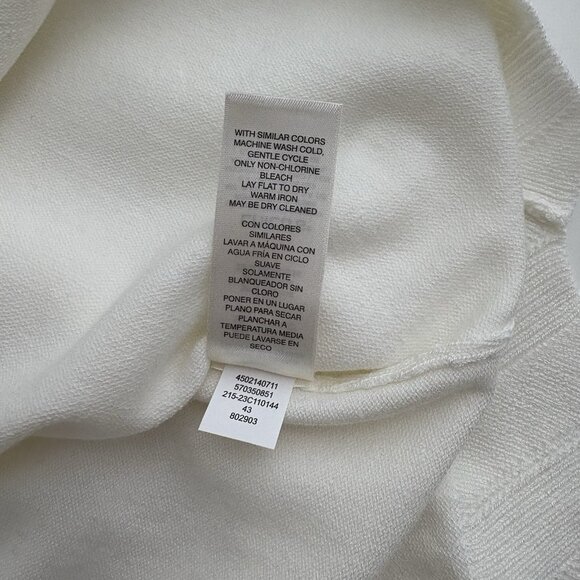 WITH SIMILAR COLORS
MACHINE WASH COLD,
GENTLE CYCLE
ONLY NON-CHLORINE
BLEACH
LAY FLAT TO DRY
WARM IRON
MAY BE DRY CLEANED
CON COLORES
SIMILARES
LAVAR A MÁQUINA CON
AGUA FRÍA EN CICLO
SUAVE
SOLAMENTE
BLANQUEADOR SIN
CLORO
PONER EN UN LUGAR
PLANO PARA SECAR
PLANCHAR A
TEMPERATURA MEDIA
PUEDE LAVARSE EN
SECO
4502140711
570350851
215-23C110144
43
802903